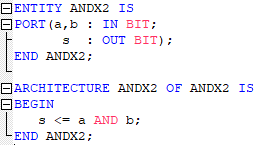 ENTITY ANDX2 IS
PORT(a,b : IN BIT;
s : OUT BIT);
END ANDX2;
ARCHITECTURE ANDX2 OF ANDX2 IS
BEGIN
s <= a AND b;
END ANDX2;